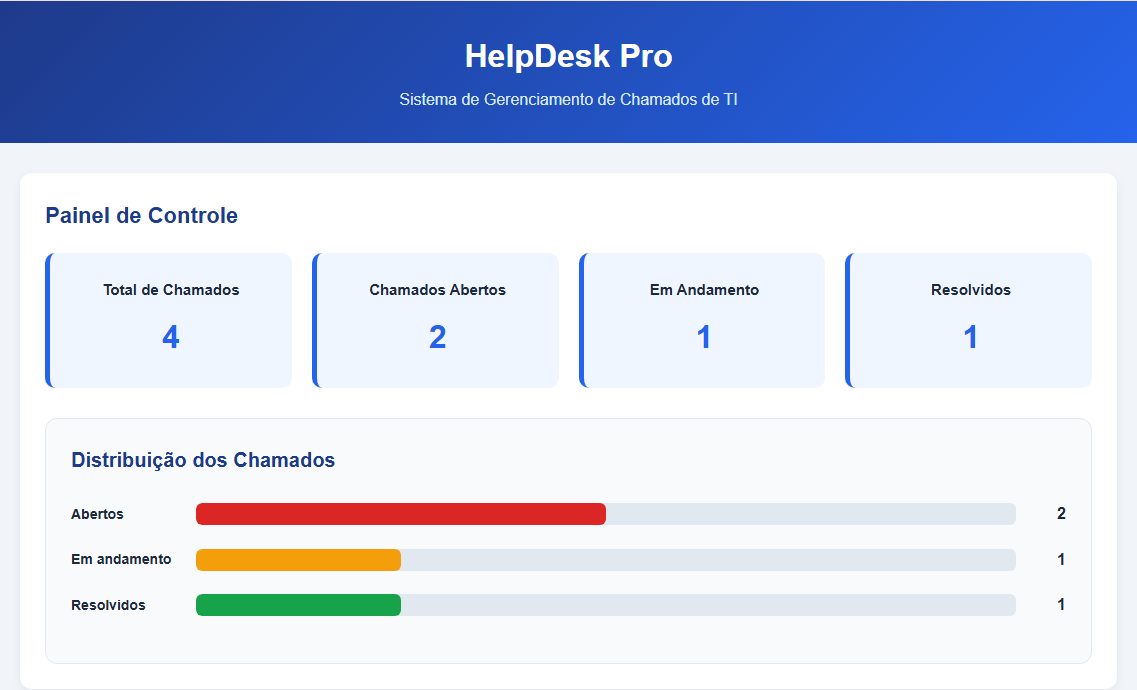 HelpDesk Pro
Sistema de Gerenciamento de Chamados de TI
Painel de Controle
Total de Chamados
4
Chamados Abertos
2
Em Andamento
1
Resolvidos
1
Distribuição dos Chamados
Abertos 2
Em andamento 1
Resolvidos 1